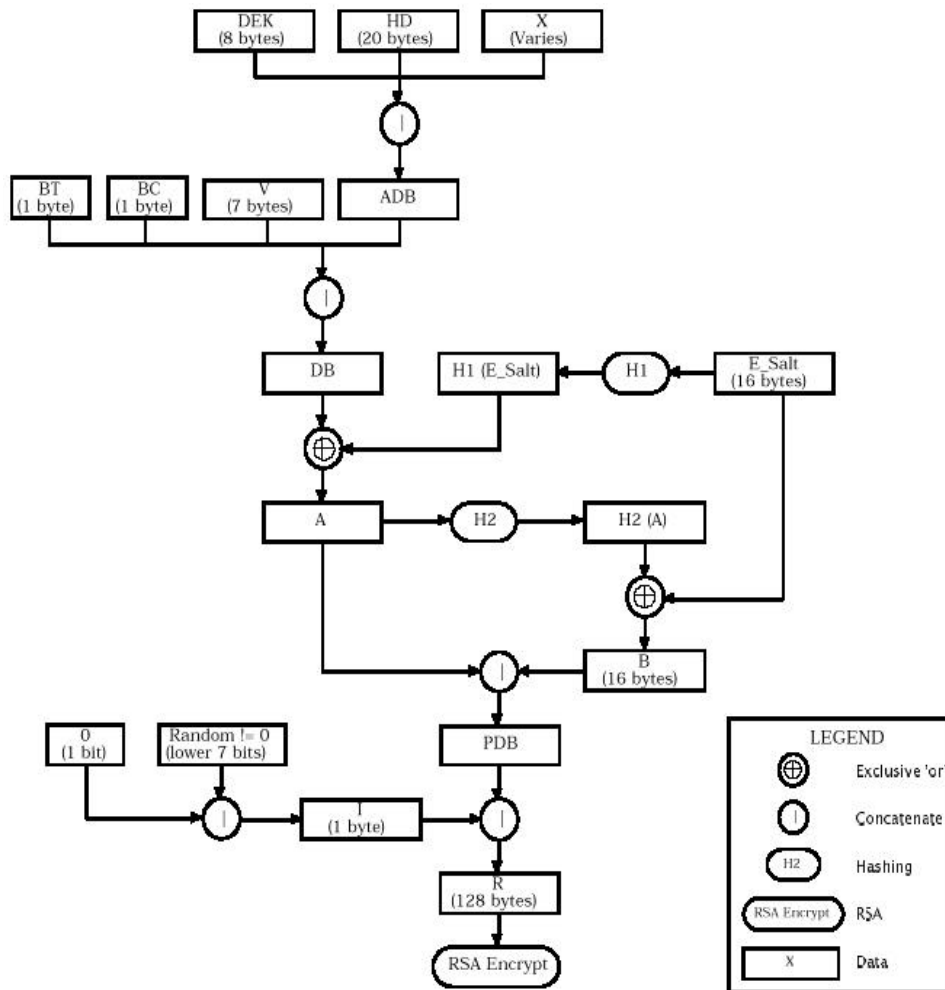 DEK
(8 bytes)
HD
(20 bytes)
X
(Varies)
|
BT
(1 byte)
BC
(1 byte)
V
(7 bytes)
ADB
|
DB
H1 (E_Salt)
H1
E_Salt
(16 bytes)
A
H2
H2 (A)
B
(16 bytes)
|
0
(1 bit)
Random != 0
(lower 7 bits)
PDB
|
I
(1 byte)
|
R
(128 bytes)
RSA Encrypt
LEGEND
Exclusive 'or'
|
Concatenate
H2
Hashing
RSA Encrypt
RSA
X
Data